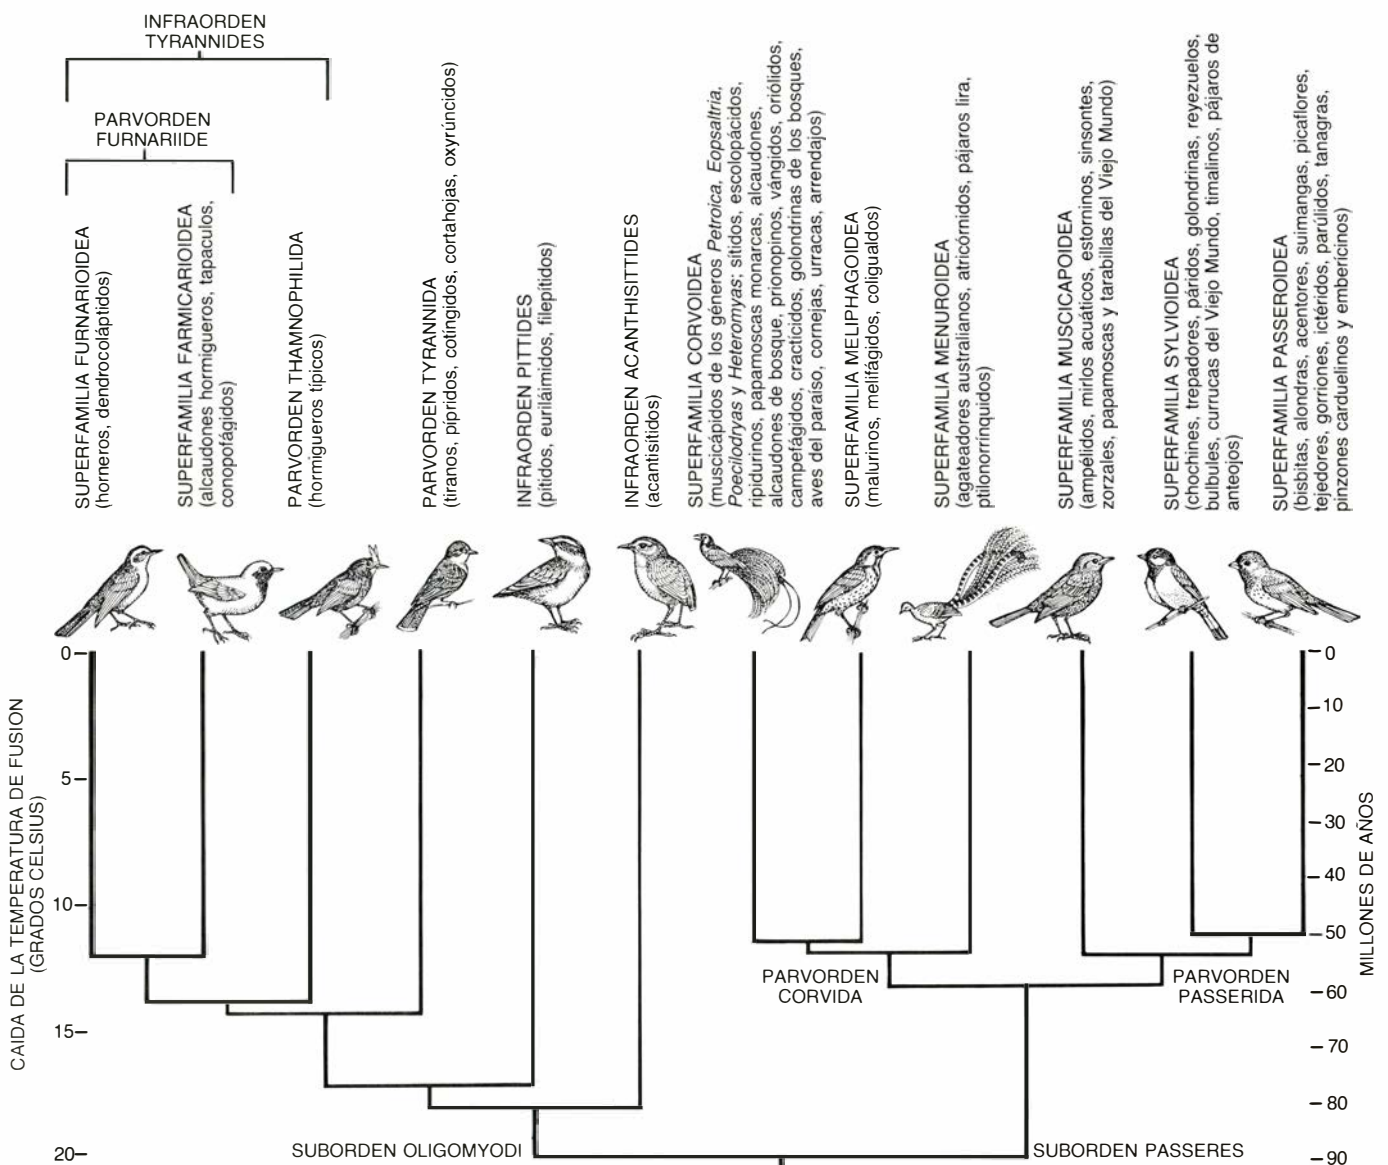 INFRAORDEN
TYRANNIDES
PARVORDEN
FURNARIIDE
SUPERFAMILIA FURNARIOIDEA
(horneros, dendrocoláptidos)
SUPERFAMILIA FARMICARIOIDEA
(alcaudones hormigueros, tapaculos,
conopofágidos)
PARVORDEN THAMNOPHILIDA
(hormigueros típicos)
PARVORDEN TYRANNIDA
(tiranos, pípridos, cotíngidos, cortahojas, oxyrúncidos)
INFRAORDEN PITTIDES
(pítidos, euriláimidos, filepítidos)
INFRAORDEN ACANTHISITTIDES
(acantisítidos)
SUPERFAMILIA CORVOIDEA
(muscicápidos de los géneros Petroica, Eopsaltria,
Poecilodryas y Heteromyas; sítidos, escolopácidos,
ripidurinos, papamoscas monarcas, alcaudones,
alcaudones de bosque, prionopinos, vángidos, oriólidos,
campefágidos, cracticidos, golondrinas de los bosques,
aves del paraíso, cornejas, urracas, arrendajos)
SUPERFAMILIA MELIPHAGOIDEA
(malurinos, melifágidos, coligualdos)
SUPERFAMILIA MENUROIDEA
(agateadores australianos, atricórnidos, pájaros lira,
ptilonorrínquidos)
SUPERFAMILIA MUSCICAPOIDEA
(ampélidos, mirlos acuáticos, estorninos, sinsontes,
zorzales, papamoscas y tarabillas del Viejo Mundo)
SUPERFAMILIA SYLVIOIDEA
(chochines, trepadores, páridos, golondrinas, reyezuelos,
bulbules, currucas del Viejo Mundo, timalinos, pájaros de
anteojos)
SUPERFAMILIA PASSEROIDEA
(bisbitas, alondras, acentores, suimangas, picaflores,
tejedores, gorriones, ictéridos, parúlidos, tanagras,
pinzones carduelinos y emberícinos)
CAIDA DE LA TEMPERATURA DE FUSION
(GRADOS CELSIUS)
0
5
10
15
20
0
10
20
30
40
50
60
70
80
90
MILLONES DE AÑOS
PARVORDEN
CORVIDA
PARVORDEN
PASSERIDA
SUBORDEN OLIGOMYODI
SUBORDEN PASSERES